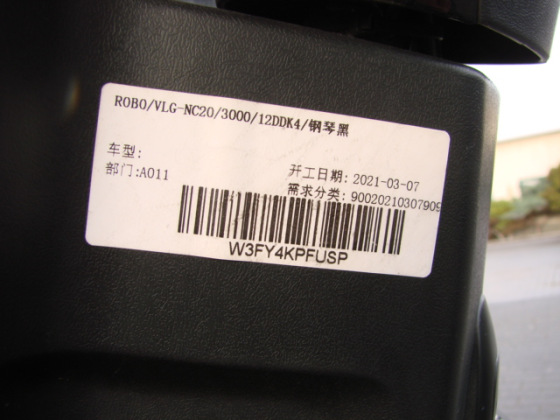 ROBO/VLG-NC20/3000/12DDK4/钢琴黑
车型:
开工日期: 2021-03-07
部门:A011
需求分类: 90020210307909
W3FY4KPFUSP